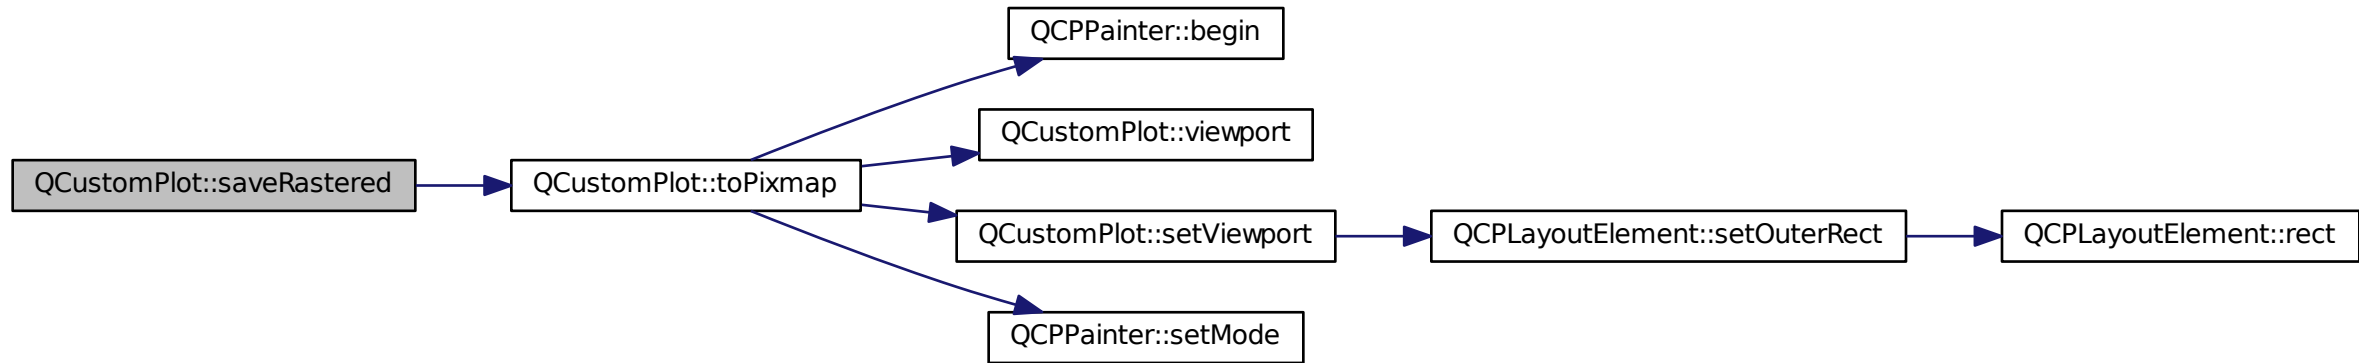 QCPPainter::begin
QCustomPlot::viewport
QCustomPlot::saveRastered
QCustomPlot::toPixmap
QCustomPlot::setViewport
QCPLayoutElement::setOuterRect
QCPLayoutElement::rect
QCPPainter::setMode